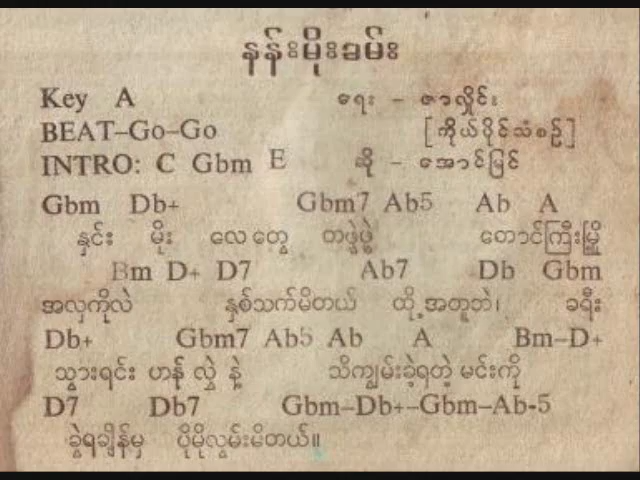 နန်းမိုးခမ်း
Key A ရေး – ဇာလှိုင်း
BEAT–Go–Go [ကိုယ်ပိုင်သံစဉ်]
INTRO: C Gbm E ဆို – အောင်မြင်
Gbm Db+ Gbm7 Ab5 Ab A
နှင်း မိုး လေတွေ တဖွဲဖွဲ တောင်ကြီးမြို့
Bm D+ D7 Ab7 Db Gbm
အလှကိုလဲ နှစ်သက်မိတယ် ထို့အတူဘဲ၊ ခရီး
Db+ Gbm7 Ab5 Ab A Bm–D+
သွားရင်း ဟန် လွှဲ နဲ့ သိကျွမ်းခဲ့ရတဲ့ မင်းကို
D7 Db7 Gbm–Db+–Gbm–Ab-5
ခွဲရချိန်မှ ပိုမိုလွမ်းမိတယ်။